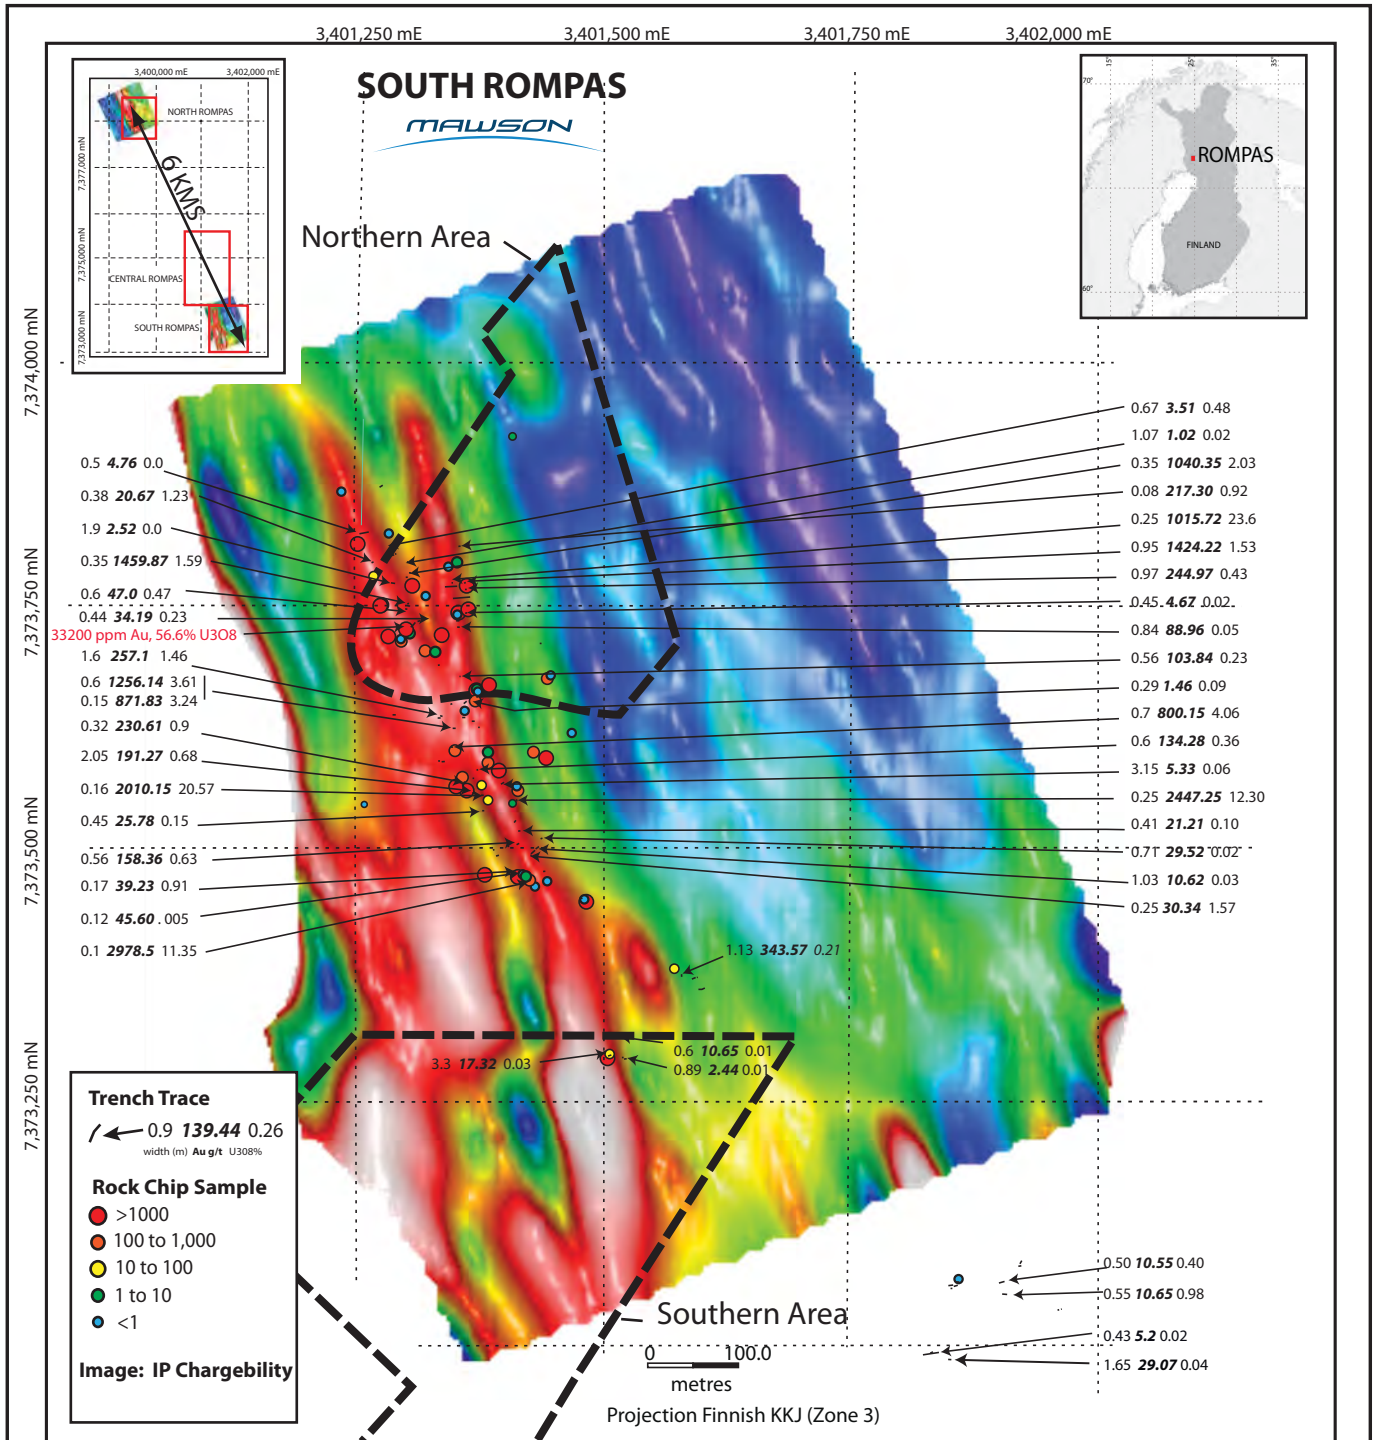 3,401,250 mE
3,401,500 mE
3,401,750 mE
3,402,000 mE
3,400,000 mE
3,402,000 mE
NORTH ROMPAS
7,377,000 mN
6 KMS
7,375,000 mN
CENTRAL ROMPAS
SOUTH ROMPAS
7,373,000 mN
SOUTH ROMPAS
MAWSON
15°
25°
35°
70°
ROMPAS
FINLAND
60°
Northern Area
7,374,000 mN
7,373,750 mN
7,373,500 mN
7,373,250 mN
0.5 4.76 0.0
0.38 20.67 1.23
1.9 2.52 0.0
0.35 1459.87 1.59
0.6 47.0 0.47
0.44 34.19 0.23
33200 ppm Au, 56.6% U3O8
1.6 257.1 1.46
0.6 1256.14 3.61
0.15 871.83 3.24
0.32 230.61 0.9
2.05 191.27 0.68
0.16 2010.15 20.57
0.45 25.78 0.15
0.56 158.36 0.63
0.17 39.23 0.91
0.12 45.60 .005
0.1 2978.5 11.35
0.67 3.51 0.48
1.07 1.02 0.02
0.35 1040.35 2.03
0.08 217.30 0.92
0.25 1015.72 23.6
0.95 1424.22 1.53
0.97 244.97 0.43
0.45 4.67 0.02
0.84 88.96 0.05
0.56 103.84 0.23
0.29 1.46 0.09
0.7 800.15 4.06
0.6 134.28 0.36
3.15 5.33 0.06
0.25 2447.25 12.30
0.41 21.21 0.10
0.71 29.52 0.02
1.03 10.62 0.03
0.25 30.34 1.57
1.13 343.57 0.21
3.3 17.32 0.03
0.6 10.65 0.01
0.89 2.44 0.01
Trench Trace
0.9 139.44 0.26
width (m) Au g/t U308%
Rock Chip Sample
>1000
100 to 1,000
10 to 100
1 to 10
<1
Image: IP Chargebility
0.50 10.55 0.40
0.55 10.65 0.98
0.43 5.2 0.02
1.65 29.07 0.04
Southern Area
0 100.0
metres
Projection Finnish KKJ (Zone 3)